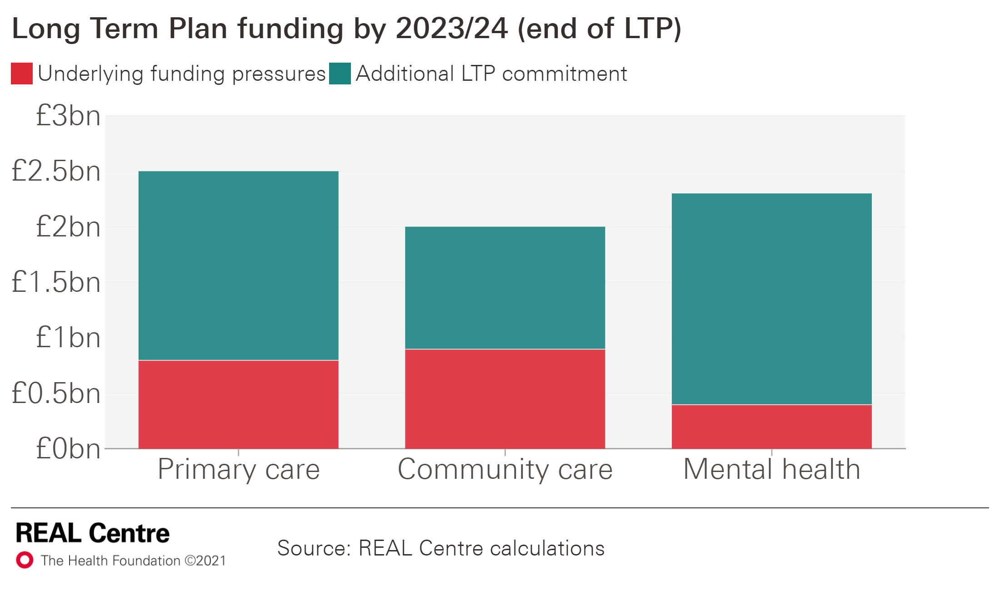 Long Term Plan funding by 2023/24 (end of LTP)
Underlying funding pressures Additional LTP commitment
£3bn
£2.5bn
£2bn
£1.5bn
£1bn
£0.5bn
£0bn
Primary care Community care Mental health
REAL Centre
The Health Foundation ©2021
Source: REAL Centre calculations